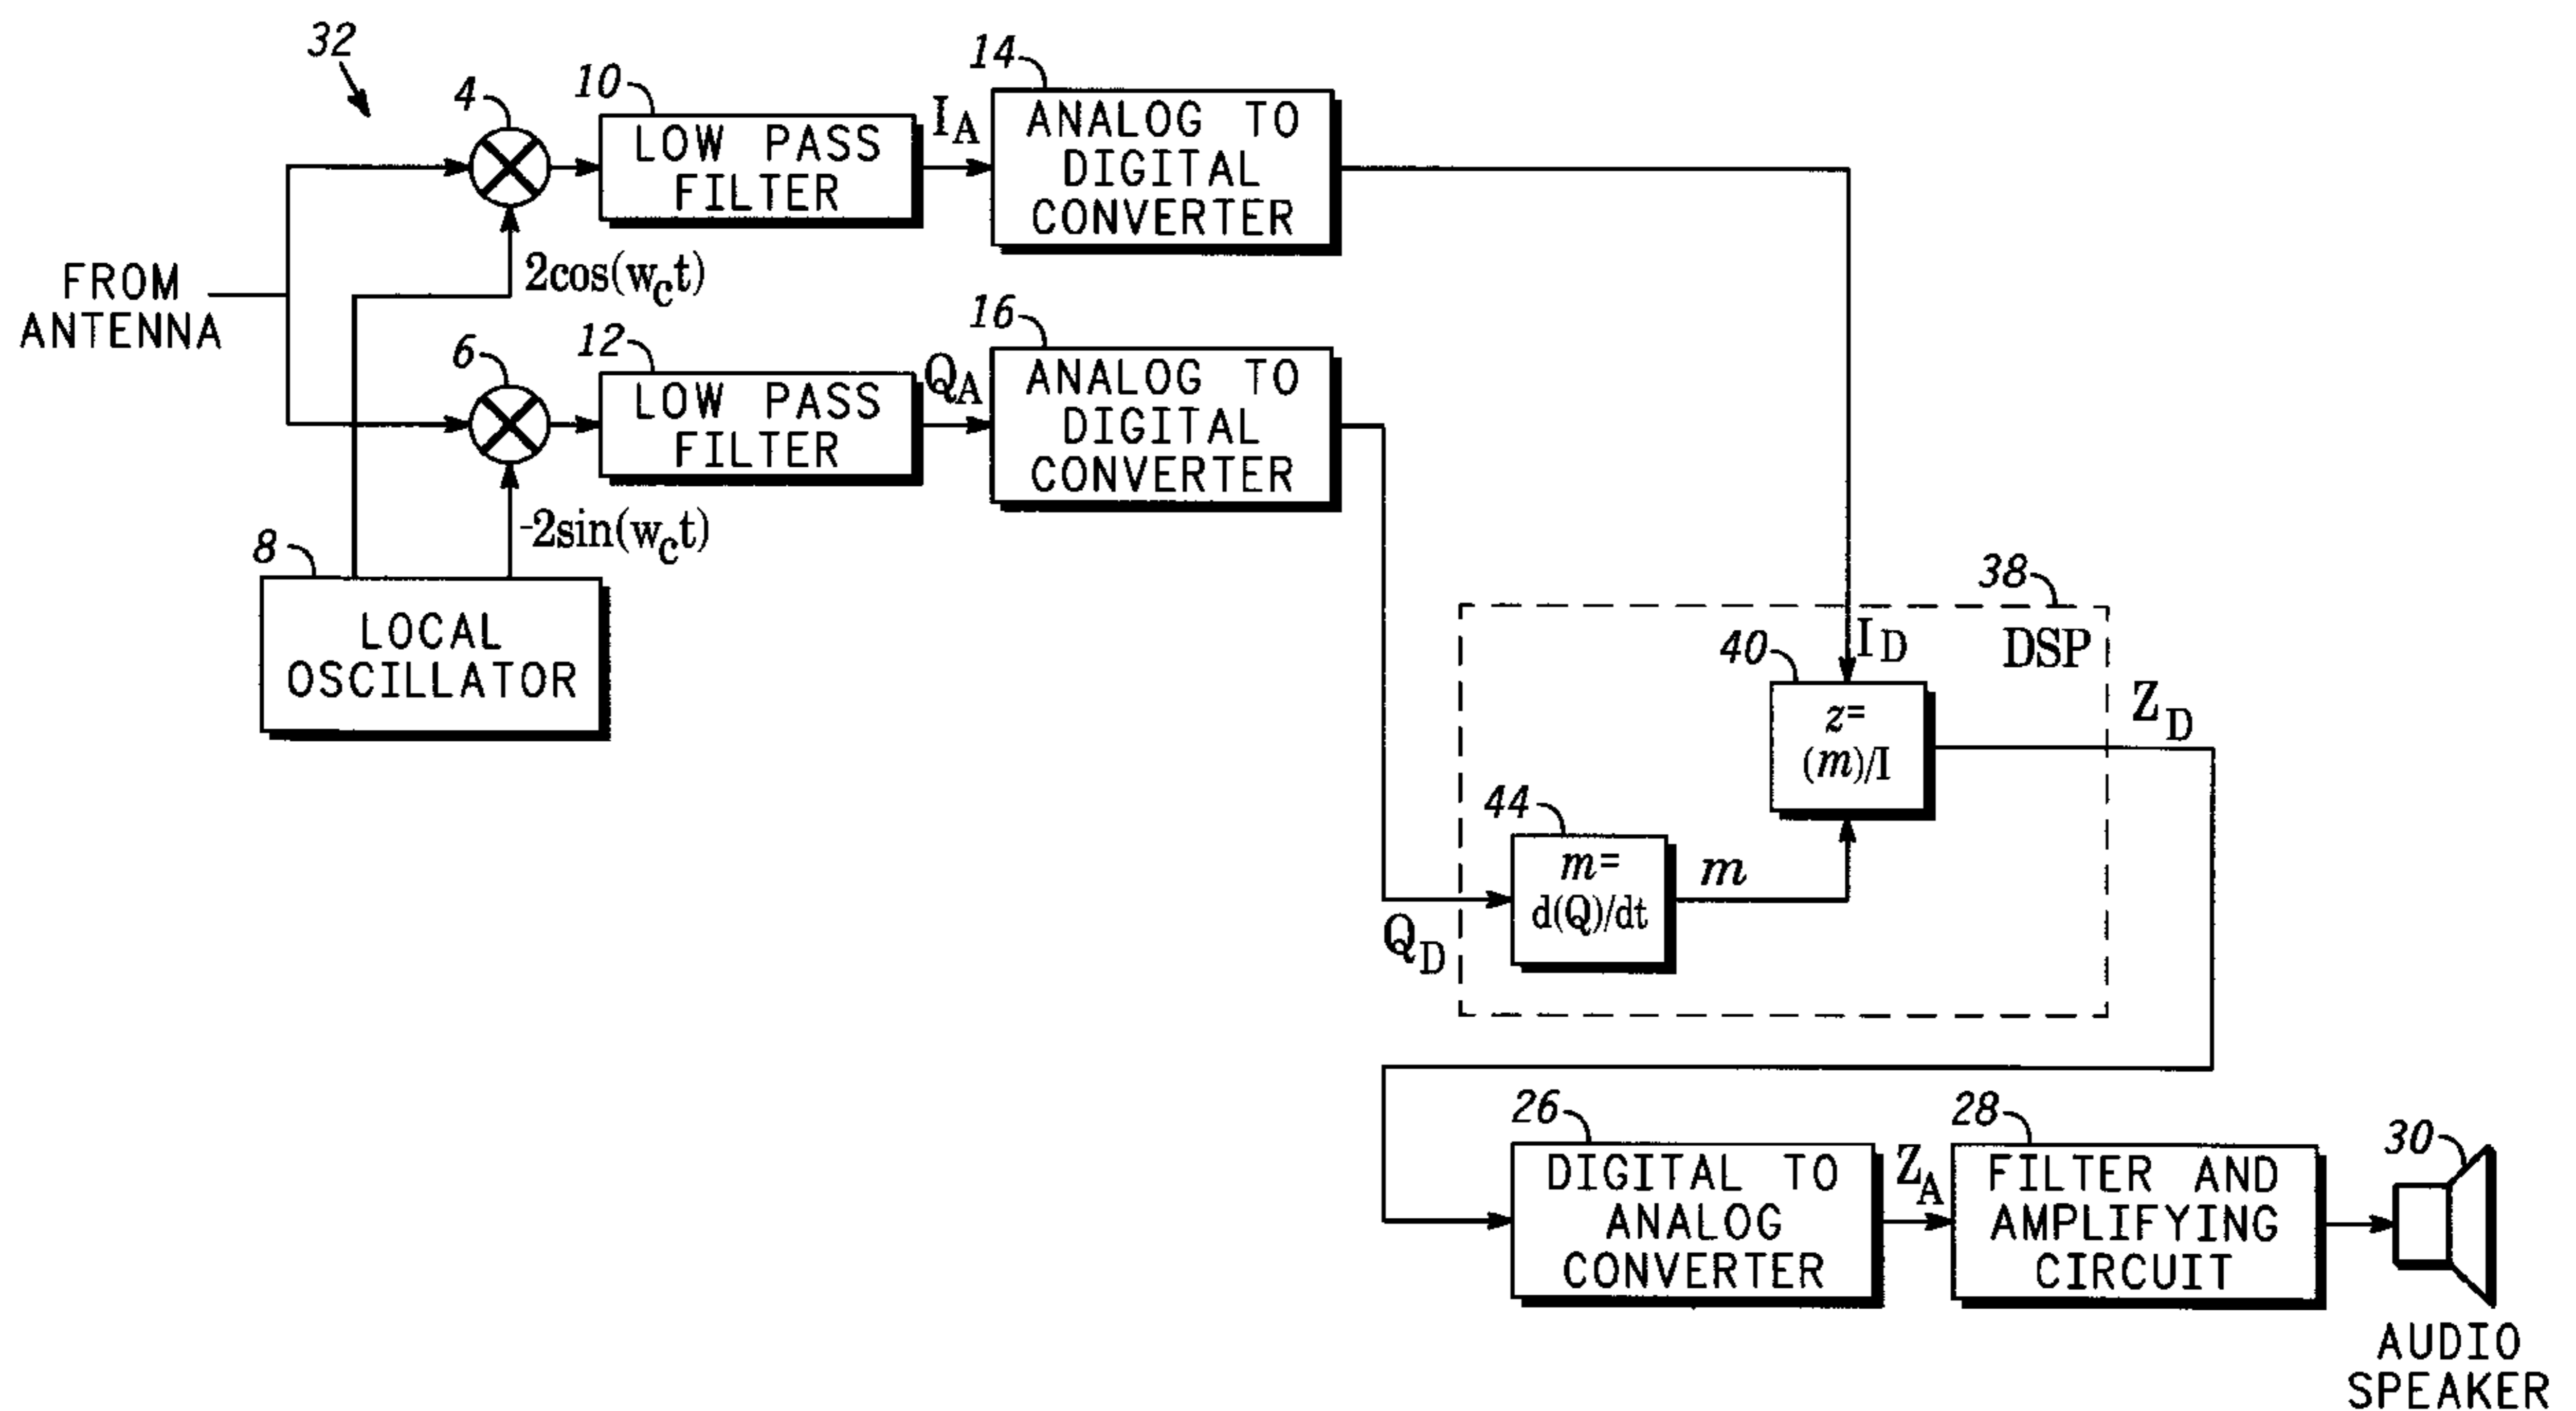 32
4
10
LOW PASS
FILTER
I_A
14
ANALOG TO
DIGITAL
CONVERTER
2cos(w_c t)
FROM
ANTENNA
6
12
LOW PASS
FILTER
Q_A
16
ANALOG TO
DIGITAL
CONVERTER
-2sin(w_c t)
8
LOCAL
OSCILLATOR
38
DSP
I_D
40
z=
(m)/I
Z_D
44
m=
d(Q)/dt
m
Q_D
26
DIGITAL TO
ANALOG
CONVERTER
Z_A
28
FILTER AND
AMPLIFYING
CIRCUIT
30
AUDIO
SPEAKER